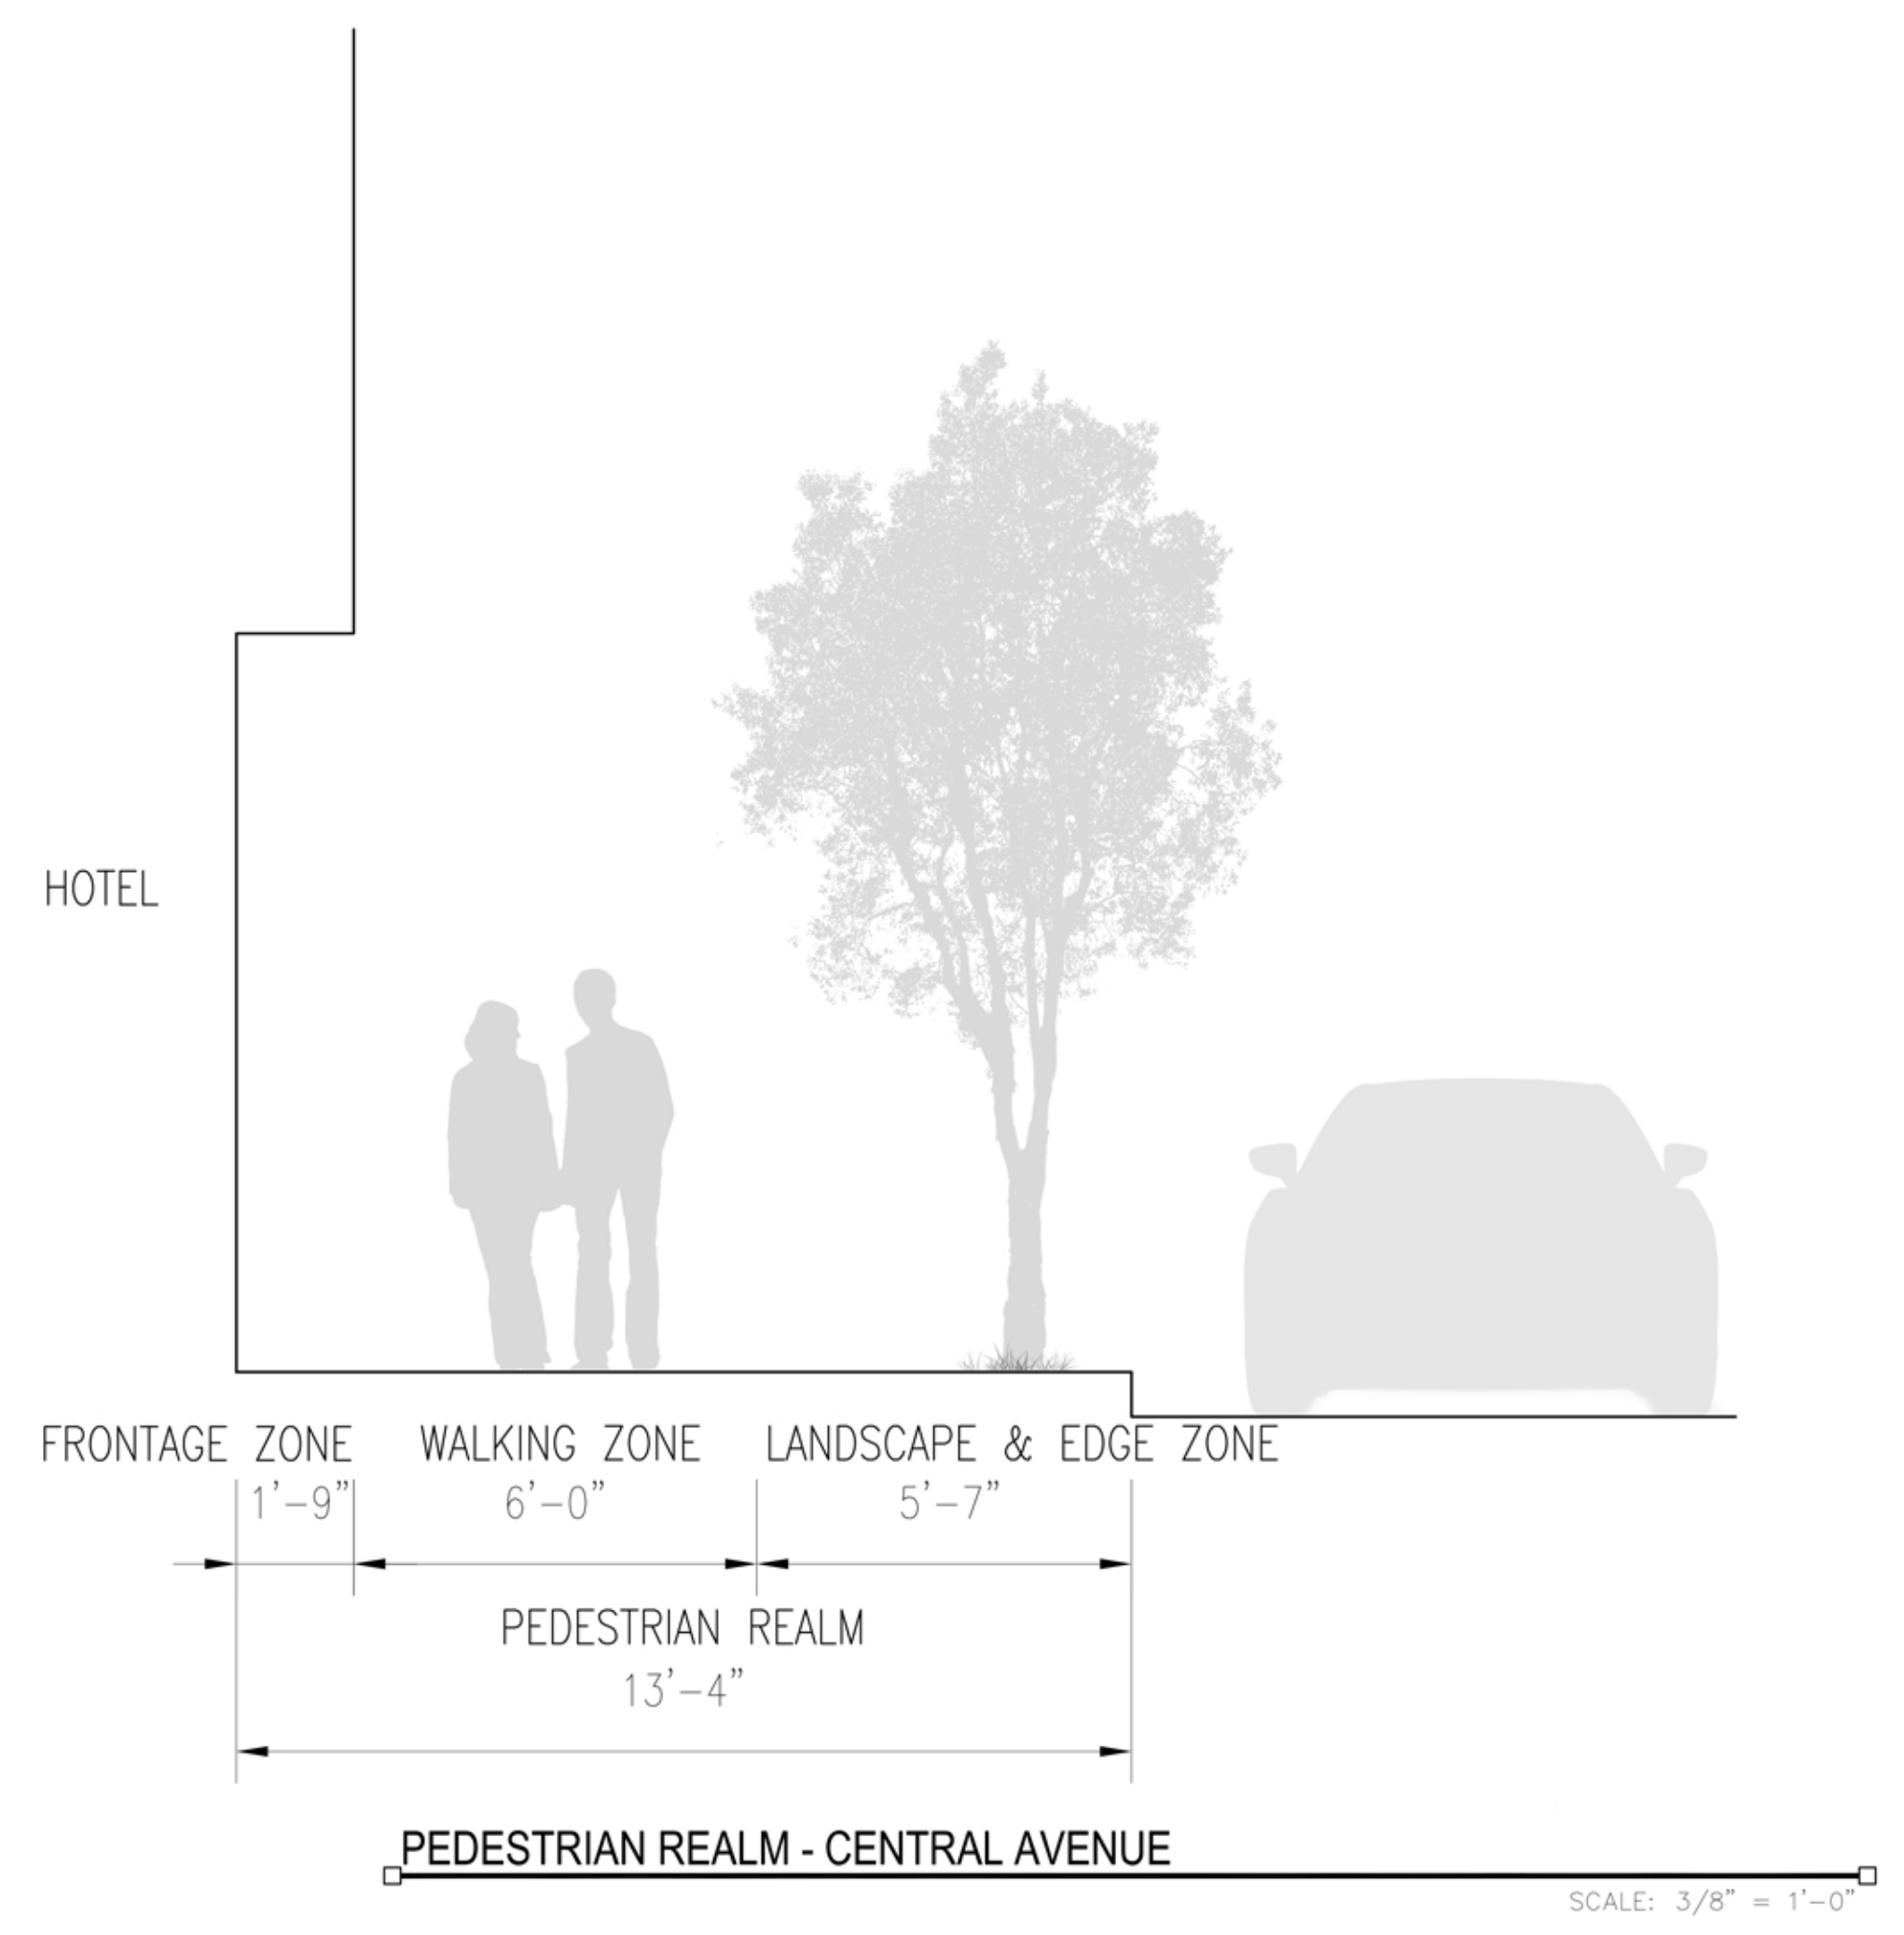 HOTEL
FRONTAGE ZONE WALKING ZONE LANDSCAPE & EDGE ZONE
1'-9" 6'-0" 5'-7"
PEDESTRIAN REALM
13'-4"
PEDESTRIAN REALM - CENTRAL AVENUE
SCALE: 3/8" = 1'-0"